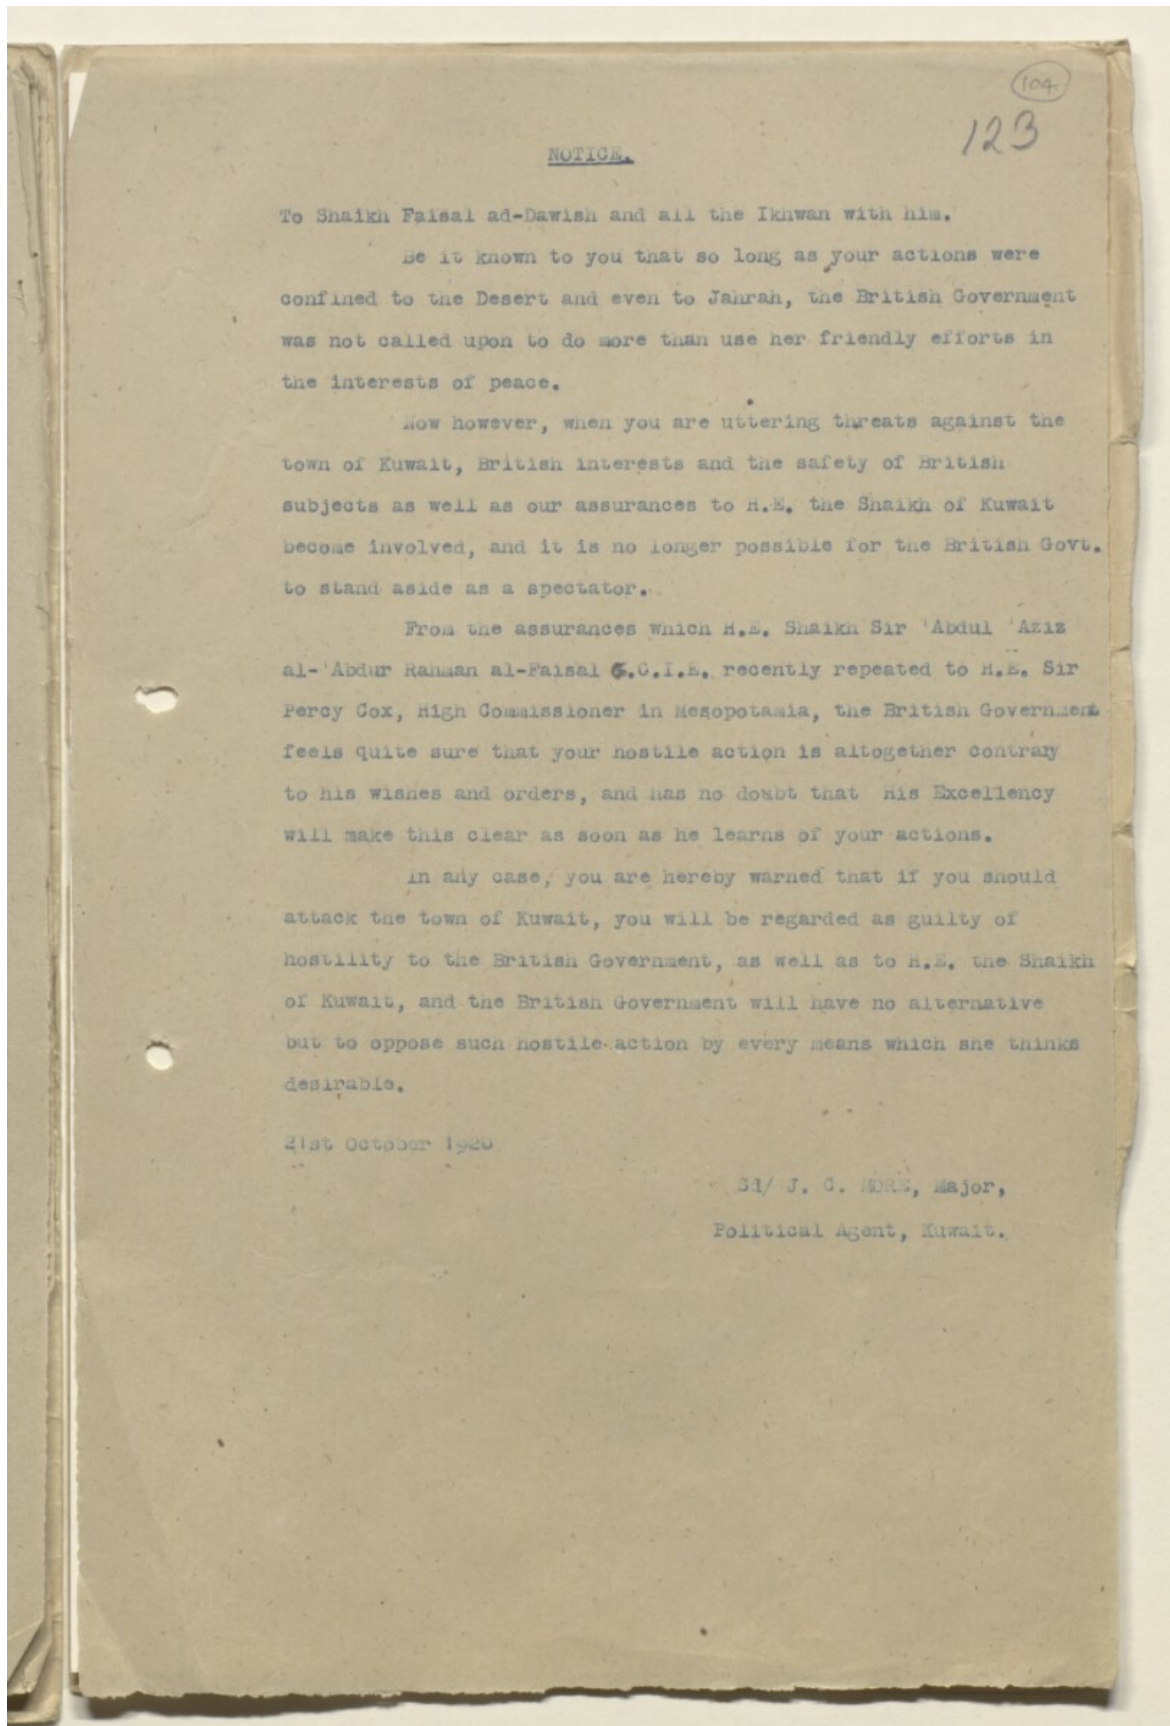 104
123
NOTICE.
To Shaikh Faisal ad-Dawish and all the Ikhwan with him.
Be it known to you that so long as your actions were
confined to the Desert and even to Jahrah, the British Government
was not called upon to do more than use her friendly efforts in
the interests of peace.
Now however, when you are uttering threats against the
town of Kuwait, British interests and the safety of British
subjects as well as our assurances to H.E. the Shaikh of Kuwait
become involved, and it is no longer possible for the British Govt.
to stand aside as a spectator.
From the assurances which H.E. Shaikh Sir 'Abdul 'Aziz
al-'Abdur Rahman al-Faisal G.C.I.E. recently repeated to H.E. Sir
Percy Cox, High Commissioner in Mesopotamia, the British Government
feels quite sure that your hostile action is altogether contrary
to his wishes and orders, and has no doubt that His Excellency
will make this clear as soon as he learns of your actions.
In any case, you are hereby warned that if you should
attack the town of Kuwait, you will be regarded as guilty of
hostility to the British Government, as well as to H.E. the Shaikh
of Kuwait, and the British Government will have no alternative
but to oppose such hostile action by every means which she thinks
desirable.
21st October 1920
Sd/ J. C. MORE, Major,
Political Agent, Kuwait.